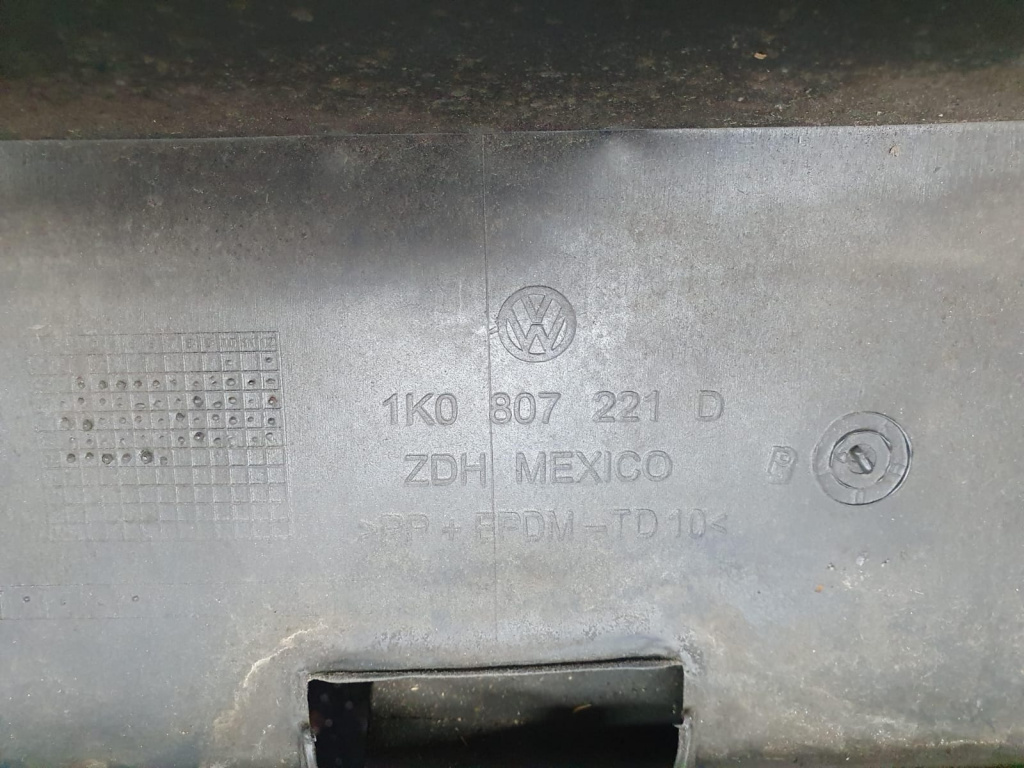 1K0 807 221 D
ZDH MEXICO
>PP + EPDM - TD 10<